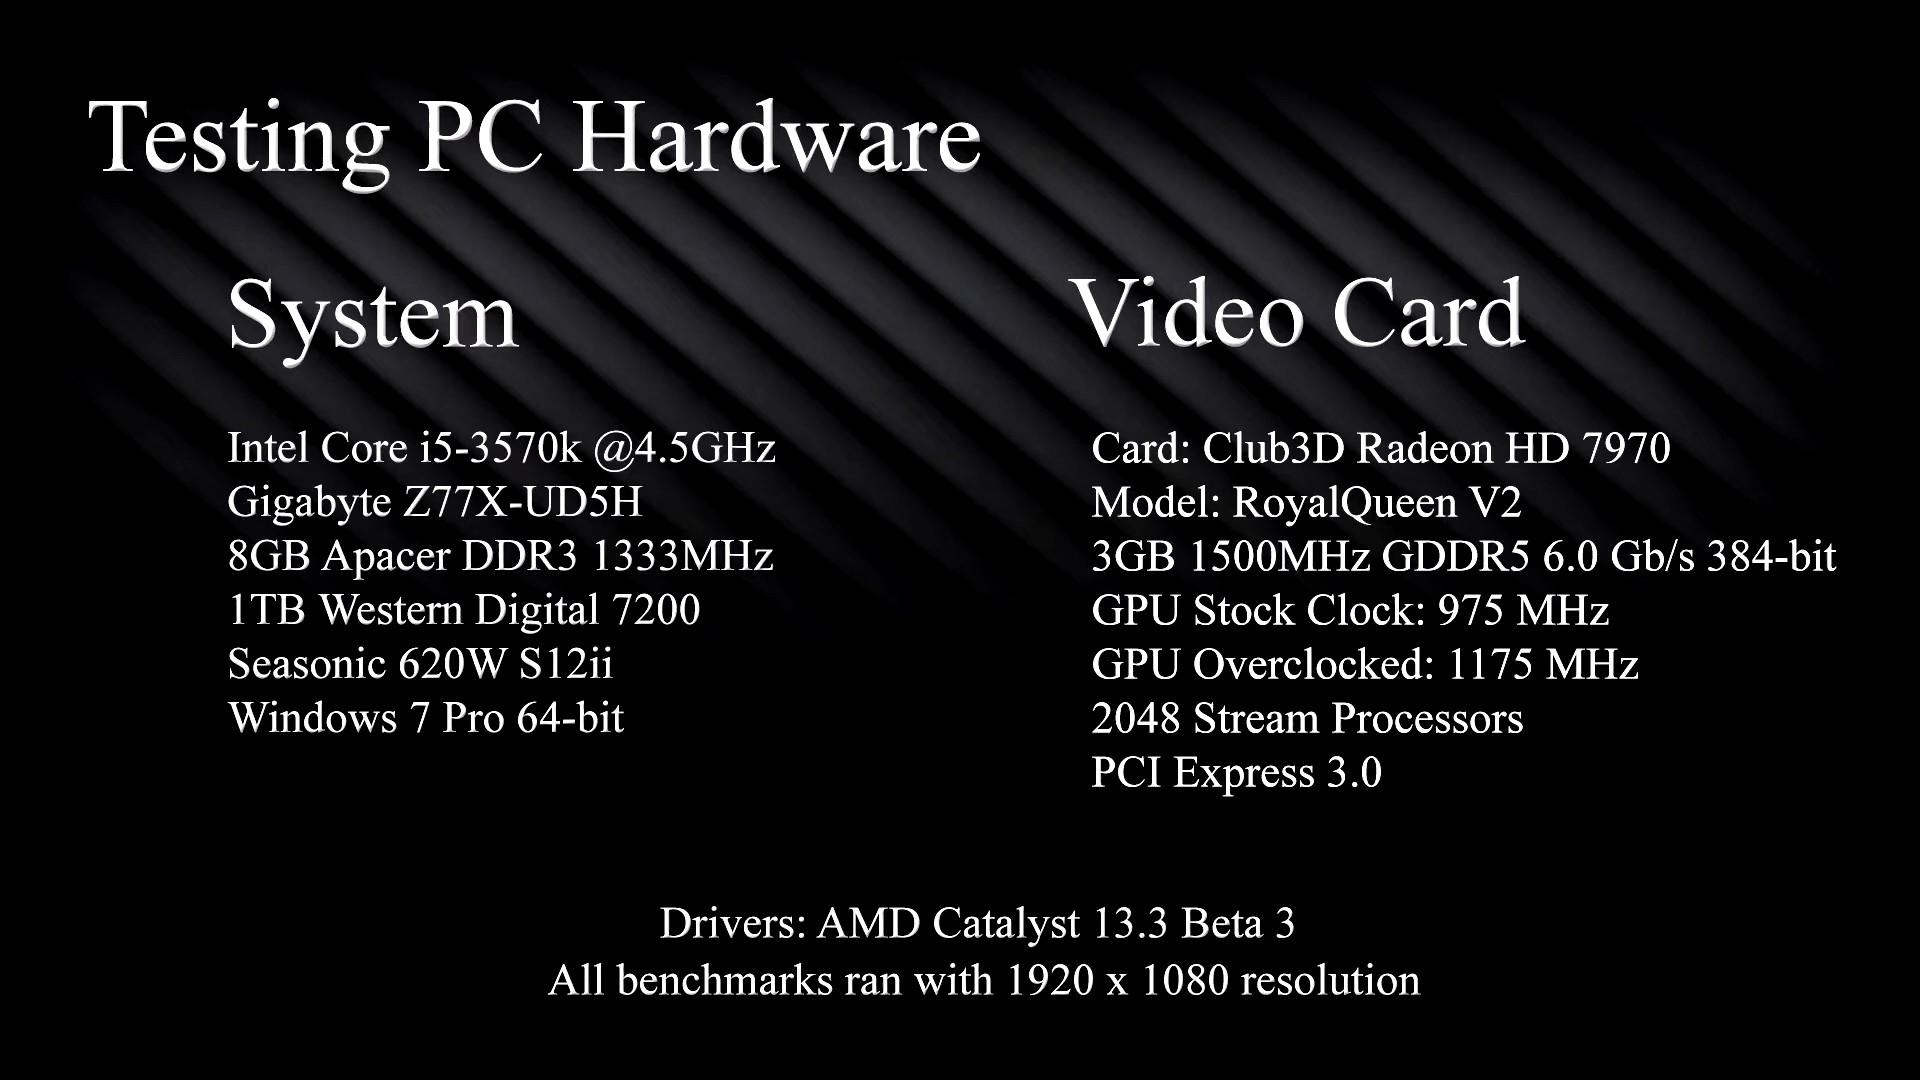 Testing PC Hardware
System
Intel Core i5-3570k @4.5GHz
Gigabyte Z77X-UD5H
8GB Apacer DDR3 1333MHz
1TB Western Digital 7200
Seasonic 620W S12ii
Windows 7 Pro 64-bit
Video Card
Card: Club3D Radeon HD 7970
Model: RoyalQueen V2
3GB 1500MHz GDDR5 6.0 Gb/s 384-bit
GPU Stock Clock: 975 MHz
GPU Overclocked: 1175 MHz
2048 Stream Processors
PCI Express 3.0
Drivers: AMD Catalyst 13.3 Beta 3
All benchmarks ran with 1920 x 1080 resolution